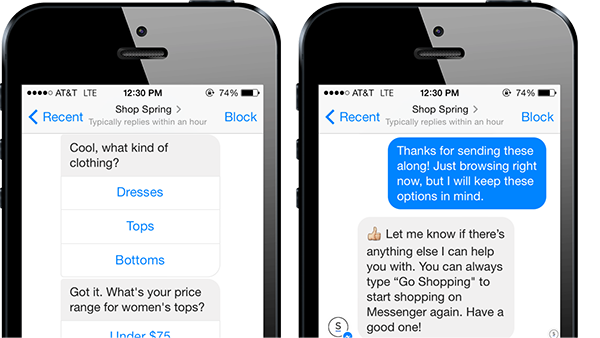 AT&T LTE 12:30 PM 74%
Recent
Shop Spring
Typically replies within an hour
Block
Cool, what kind of
clothing?
Dresses
Tops
Bottoms
Got it. What's your price
range for women's tops?
Under $75
AT&T LTE 12:30 PM 74%
Recent
Shop Spring
Typically replies within an hour
Block
Thanks for sending these
along! Just browsing right
now, but I will keep these
options in mind.
👍🏼 Let me know if there's
anything else I can help
you with. You can always
type “Go Shopping" to
start shopping on
Messenger again. Have a
good one!
S
S